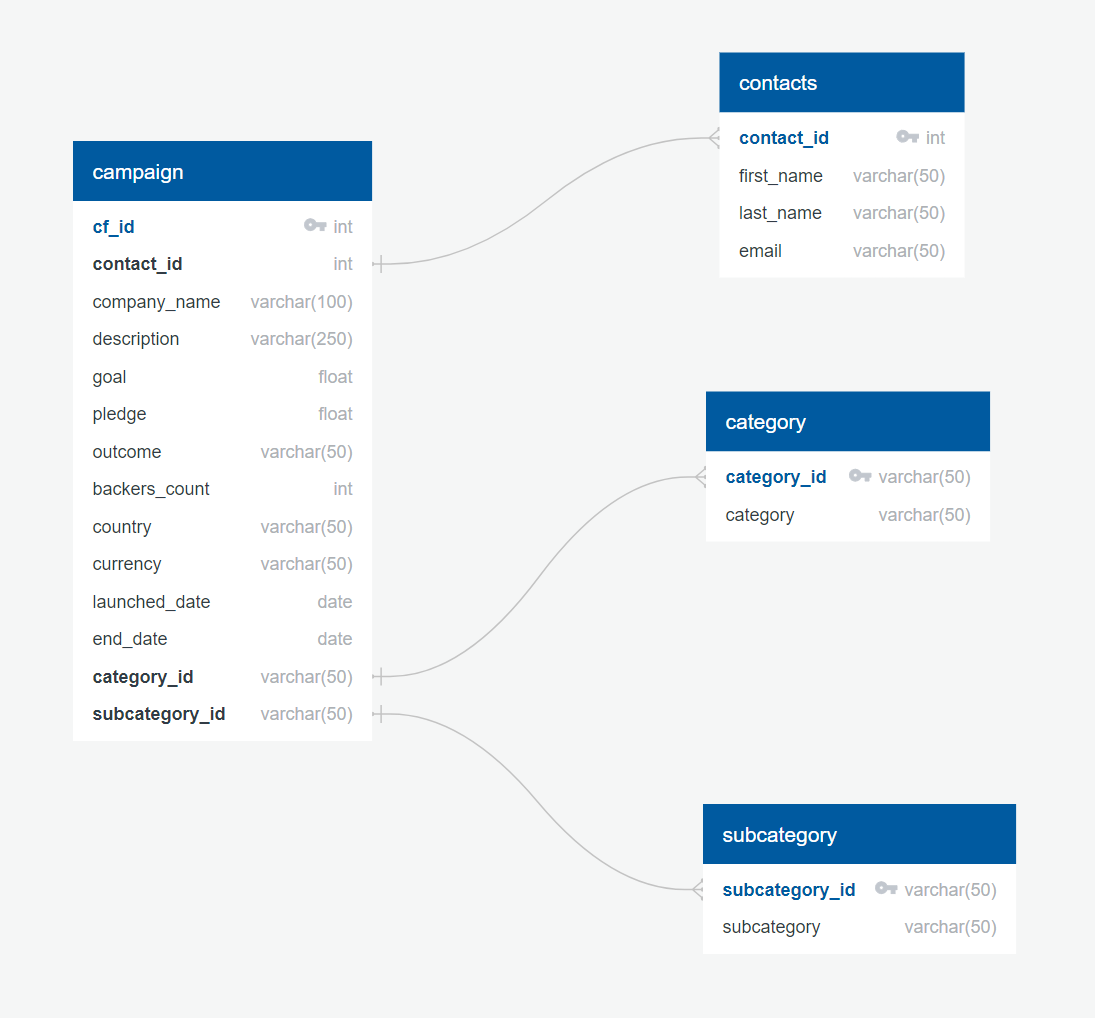 campaign
cf_id int
contact_id int
company_name varchar(100)
description varchar(250)
goal float
pledge float
outcome varchar(50)
backers_count int
country varchar(50)
currency varchar(50)
launched_date date
end_date date
category_id varchar(50)
subcategory_id varchar(50)
contacts
contact_id int
first_name varchar(50)
last_name varchar(50)
email varchar(50)
category
category_id varchar(50)
category varchar(50)
subcategory
subcategory_id varchar(50)
subcategory varchar(50)